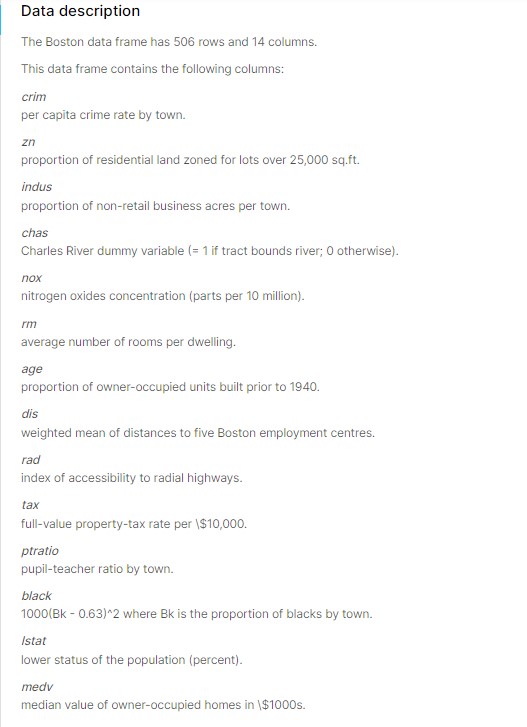 Data description
The Boston data frame has 506 rows and 14 columns.
This data frame contains the following columns:
crim
per capita crime rate by town.
zn
proportion of residential land zoned for lots over 25,000 sq.ft.
indus
proportion of non-retail business acres per town.
chas
Charles River dummy variable (= 1 if tract bounds river; 0 otherwise).
nox
nitrogen oxides concentration (parts per 10 million).
rm
average number of rooms per dwelling.
age
proportion of owner-occupied units built prior to 1940.
dis
weighted mean of distances to five Boston employment centres.
rad
index of accessibility to radial highways.
tax
full-value property-tax rate per \$10,000.
ptratio
pupil-teacher ratio by town.
black
1000(Bk - 0.63)^2 where Bk is the proportion of blacks by town.
lstat
lower status of the population (percent).
medv
median value of owner-occupied homes in \$1000s.